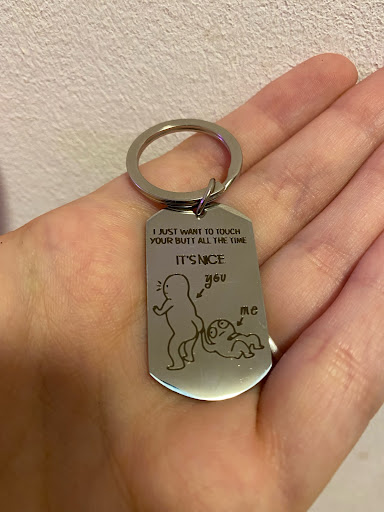 I JUST WANT TO TOUCH
YOUR BUTT ALL THE TIME
IT'S NICE
you
me